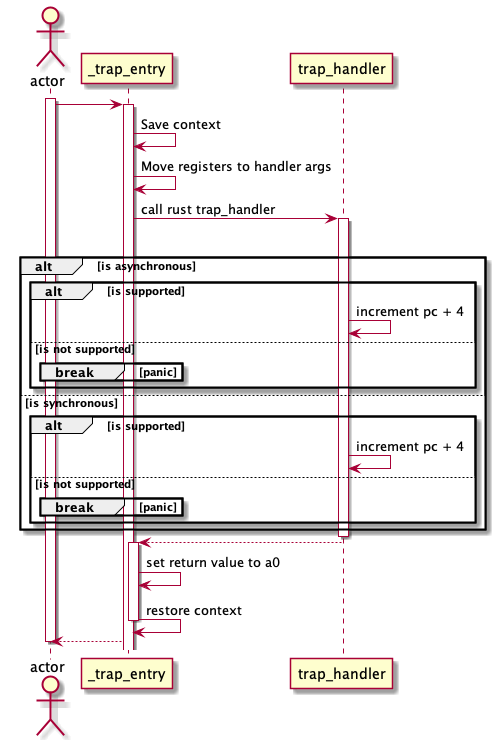 actor
_trap_entry
trap_handler
Save context
Move registers to handler args
call rust trap_handler
alt [is asynchronous]
alt [is supported]
increment pc + 4
[is not supported]
break [panic]
[is synchronous]
alt [is supported]
increment pc + 4
[is not supported]
break [panic]
set return value to a0
restore context
actor
_trap_entry
trap_handler